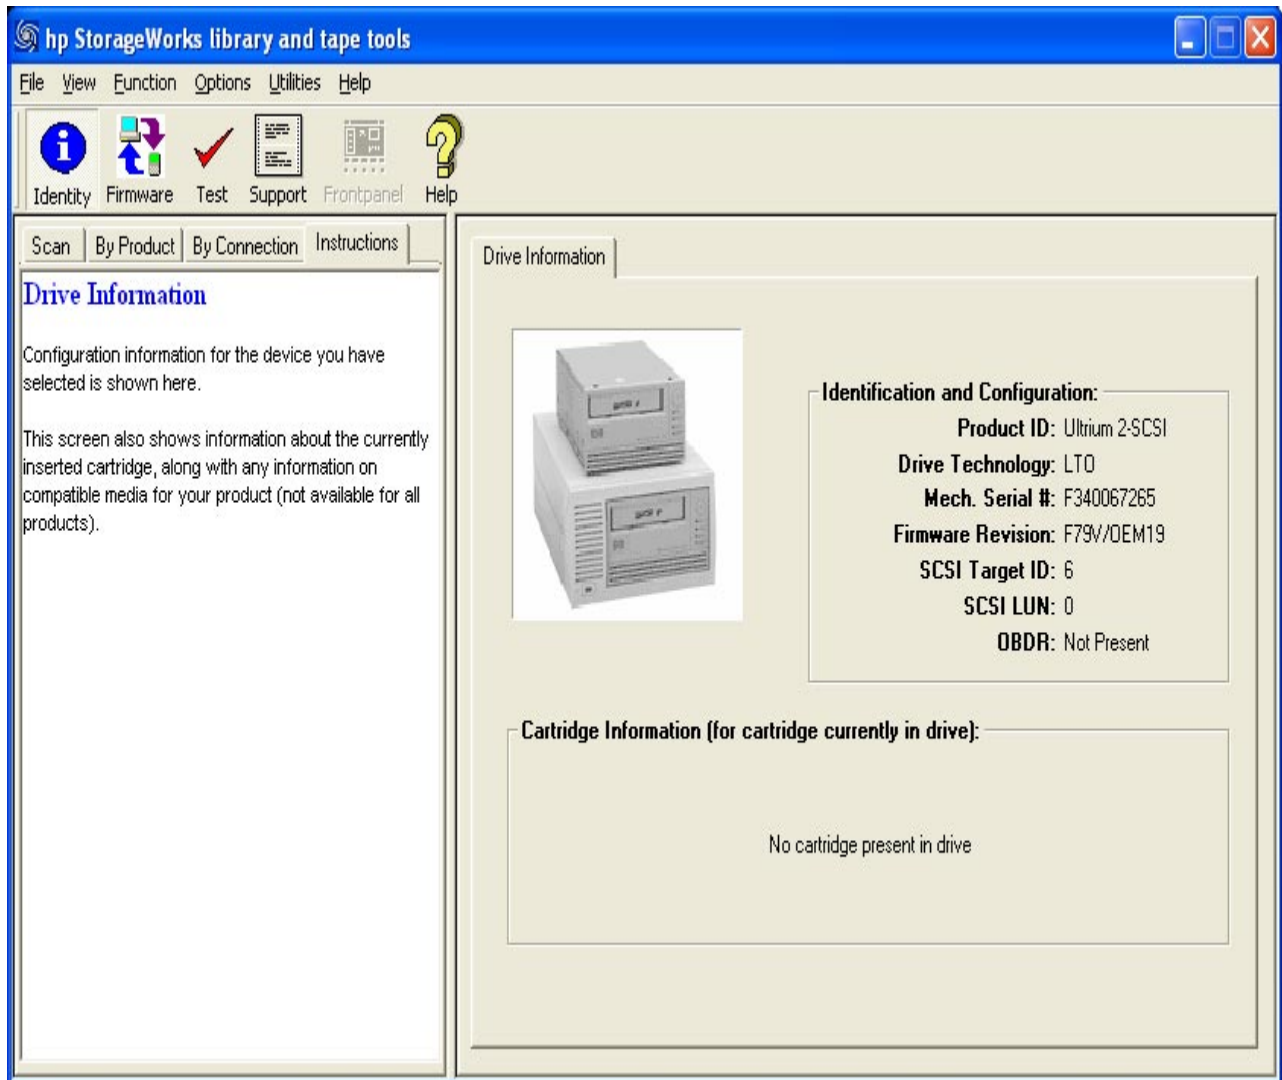 hp StorageWorks library and tape tools
File View Function Options Utilities Help
Identity Firmware Test Support Frontpanel Help
Scan By Product By Connection Instructions
Drive Information
Configuration information for the device you have
selected is shown here.
This screen also shows information about the currently
inserted cartridge, along with any information on
compatible media for your product (not available for all
products).
Drive Information
Identification and Configuration:
Product ID: Ultrium 2-SCSI
Drive Technology: LTO
Mech. Serial #: F340067265
Firmware Revision: F79V/OEM19
SCSI Target ID: 6
SCSI LUN: 0
OBDR: Not Present
Cartridge Information (for cartridge currently in drive):
No cartridge present in drive